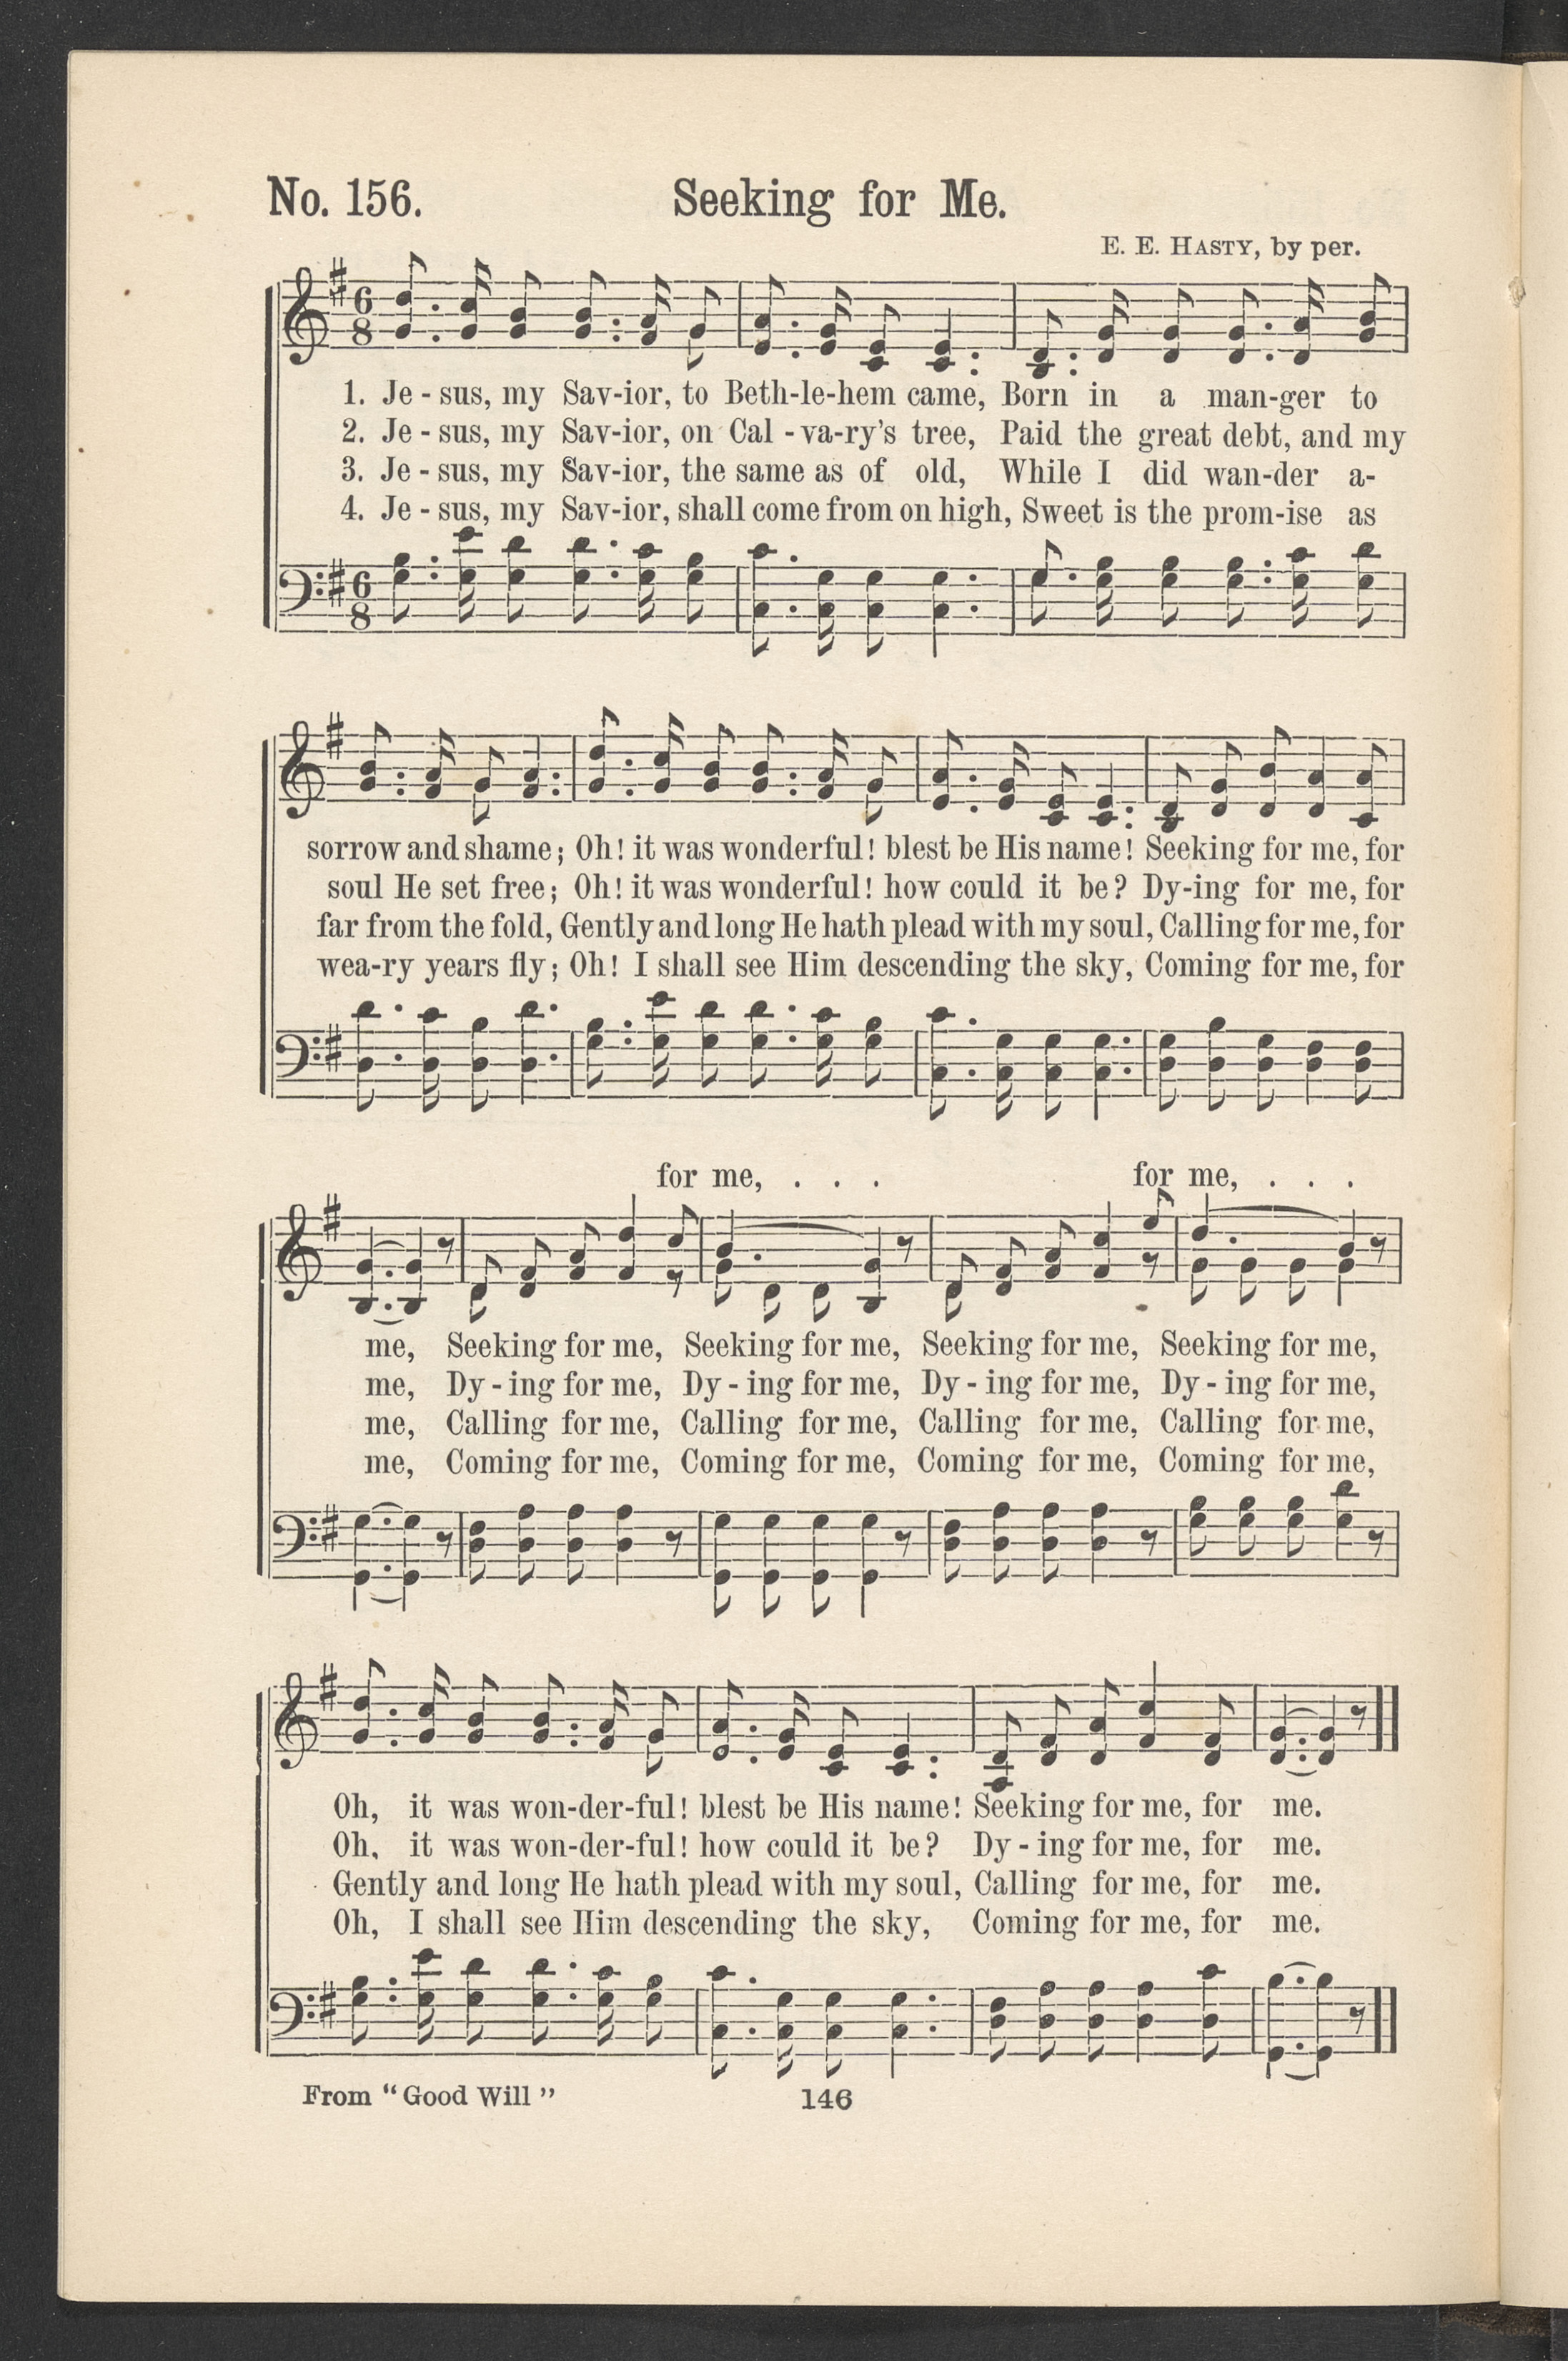 No. 156. Seeking for Me.
E. E. HASTY, by per.
6
8
1. Je - sus, my Sav-ior, to Beth-le-hem came, Born in a man-ger to
2. Je - sus, my Sav-ior, on Cal - va-ry's tree, Paid the great debt, and my
3. Je - sus, my Sav-ior, the same as of old, While I did wan-der a-
4. Je - sus, my Sav-ior, shall come from on high, Sweet is the prom-ise as
6
8
sorrow and shame; Oh! it was wonderful! blest be His name! Seeking for me, for
soul He set free; Oh! it was wonderful! how could it be? Dy-ing for me, for
far from the fold, Gently and long He hath plead with my soul, Calling for me, for
wea-ry years fly; Oh! I shall see Him descending the sky, Coming for me, for
for me, . . . for me, . . .
me, Seeking for me, Seeking for me, Seeking for me, Seeking for me,
me, Dy - ing for me, Dy - ing for me, Dy - ing for me, Dy - ing for me,
me, Calling for me, Calling for me, Calling for me, Calling for me,
me, Coming for me, Coming for me, Coming for me, Coming for me,
Oh, it was won-der-ful! blest be His name! Seeking for me, for me.
Oh, it was won-der-ful! how could it be? Dy - ing for me, for me.
Gently and long He hath plead with my soul, Calling for me, for me.
Oh, I shall see Him descending the sky, Coming for me, for me.
From "Good Will" 146